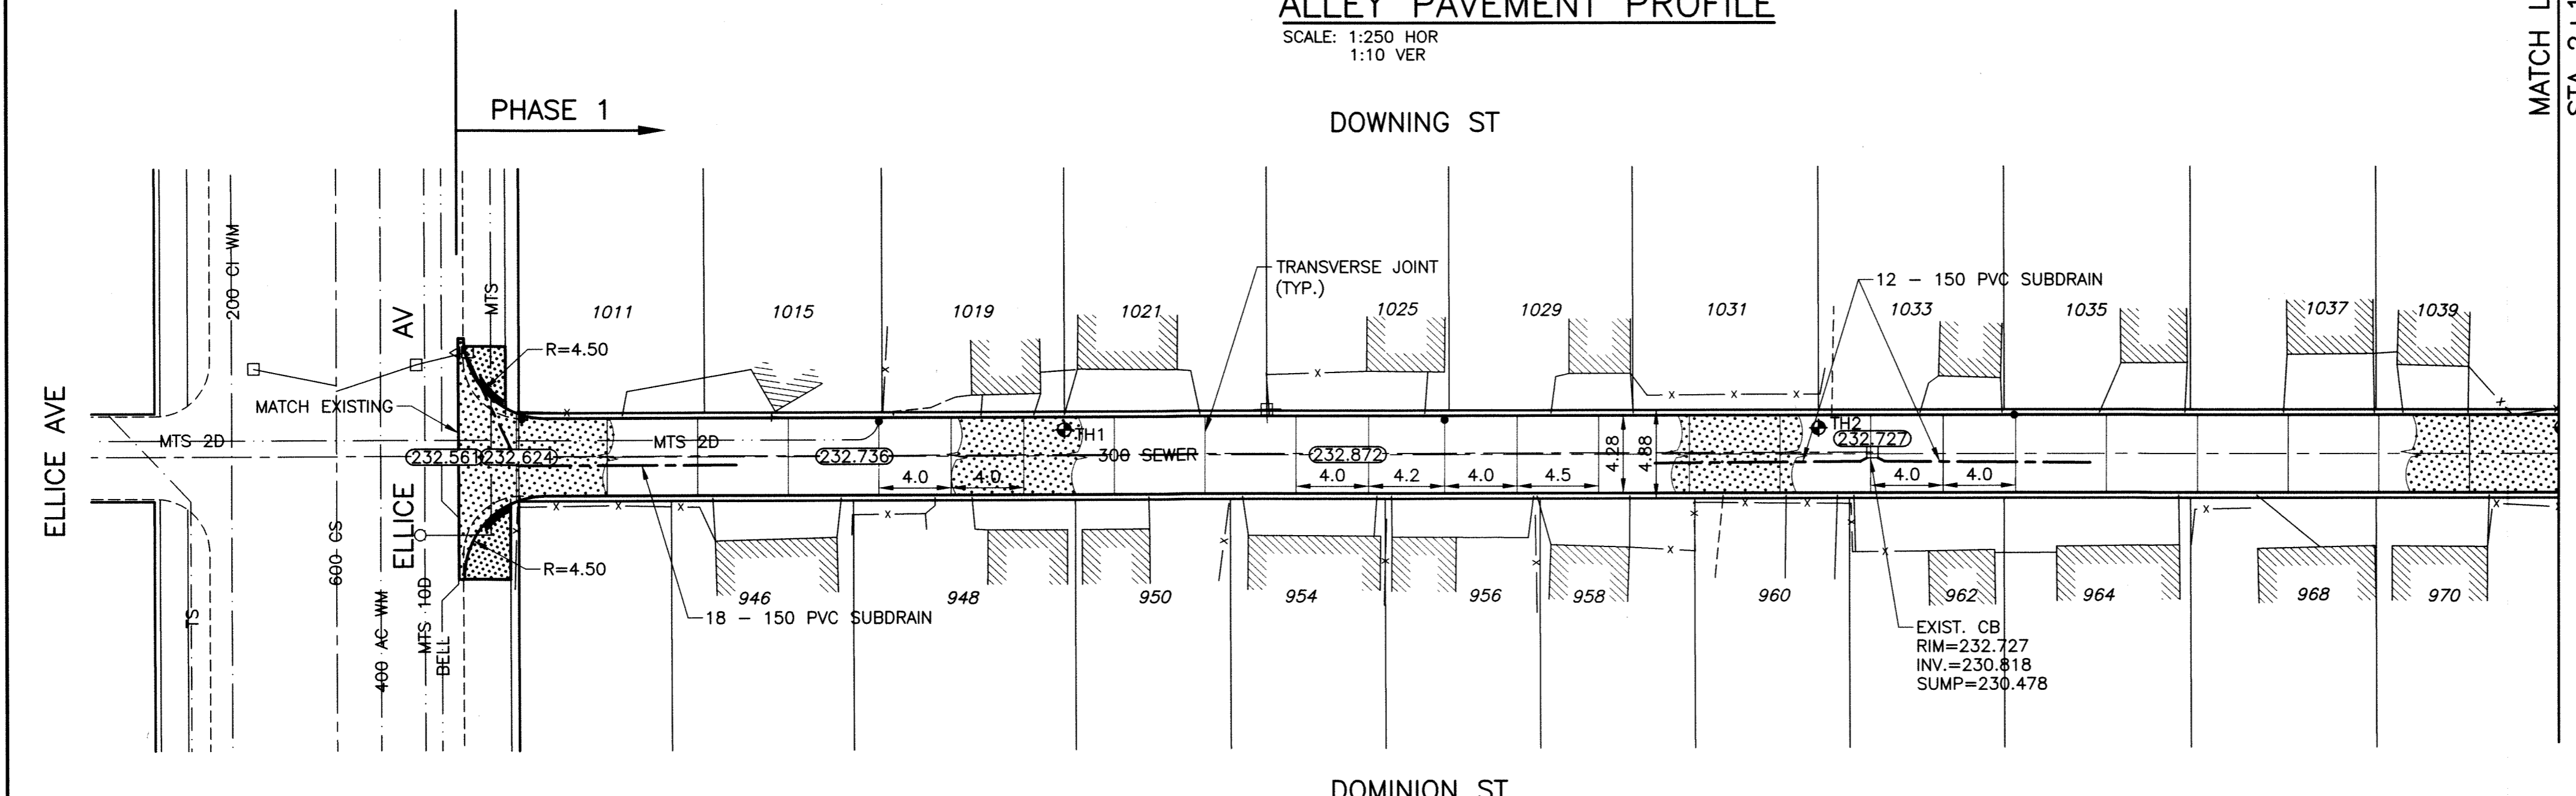 ALLEY PAVEMENT PROFILE
SCALE: 1:250 HOR
1:10 VER
MATCH
PHASE 1
DOWNING ST
200 CI WM
AV
MTS
TRANSVERSE JOINT
(TYP.)
12 - 150 PVC SUBDRAIN
1011
1015
1019
1021
1025
1029
1031
1033
1035
1037
1039
R=4.50
ELLICE AVE
MATCH EXISTING
MTS 2D
MTS 2D
TH1
TH2
232.561
232.624
232.736
300 SEWER
232.872
232.727
4.28
4.88
4.0
4.0
4.0
4.2
4.0
4.5
4.0
4.0
ELLICE
600 CS
R=4.50
TS
400 AC WM
MTS 10D
BELL
946
948
950
954
956
958
960
962
964
968
970
18 - 150 PVC SUBDRAIN
EXIST. CB
RIM=232.727
INV.=230.818
SUMP=230.478
DOMINION ST